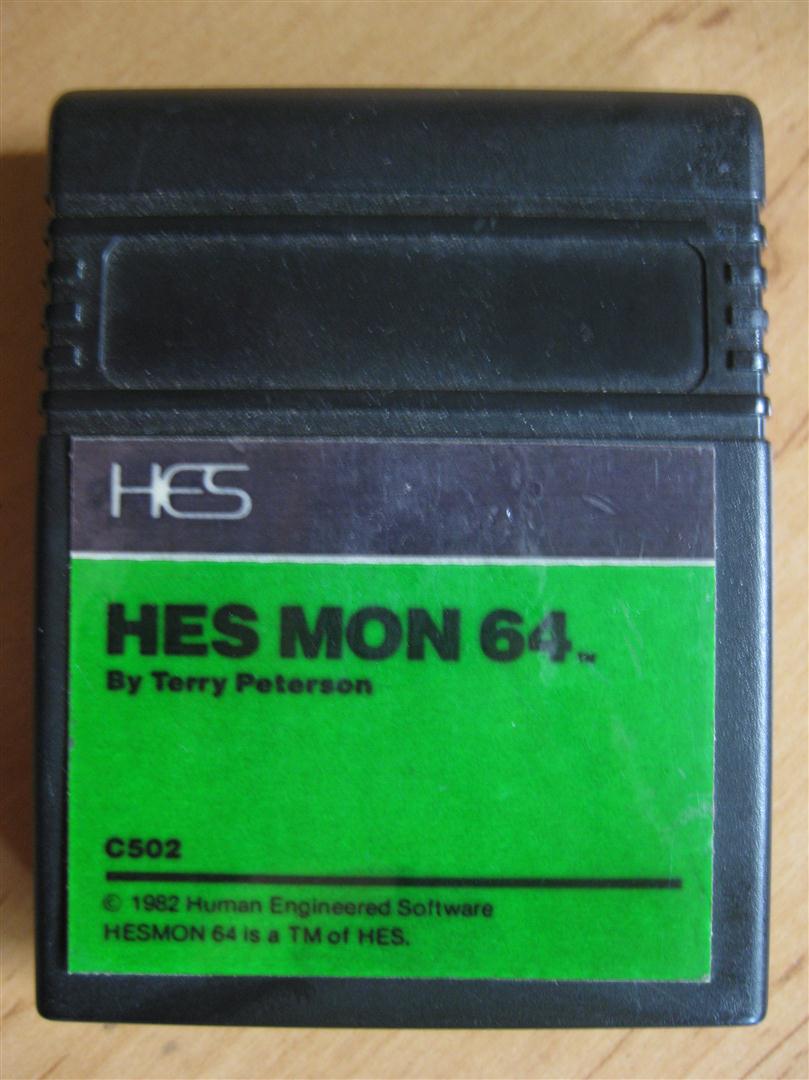 HES
HES MON 64™
By Terry Peterson
C502
© 1982 Human Engineered Software
HESMON 64 is a TM of HES.